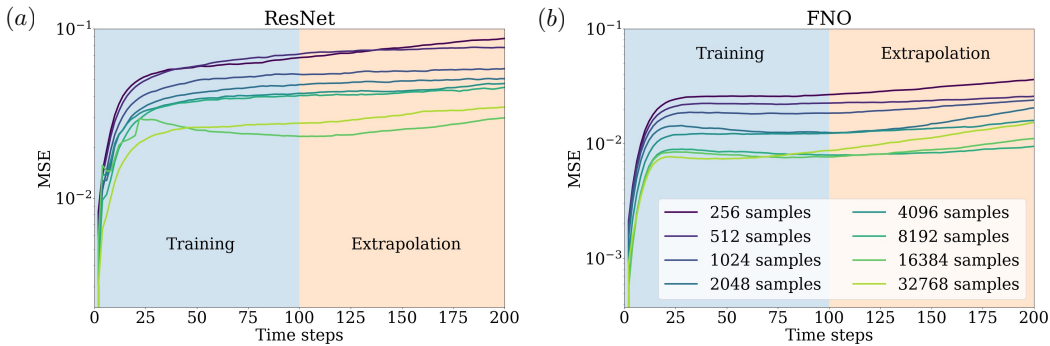 (a)
ResNet
10⁻¹
10⁻²
MSE
Training
Extrapolation
0 25 50 75 100 125 150 175 200
Time steps
(b)
FNO
10⁻¹
10⁻²
10⁻³
MSE
Training
Extrapolation
256 samples
512 samples
1024 samples
2048 samples
4096 samples
8192 samples
16384 samples
32768 samples
0 25 50 75 100 125 150 175 200
Time steps